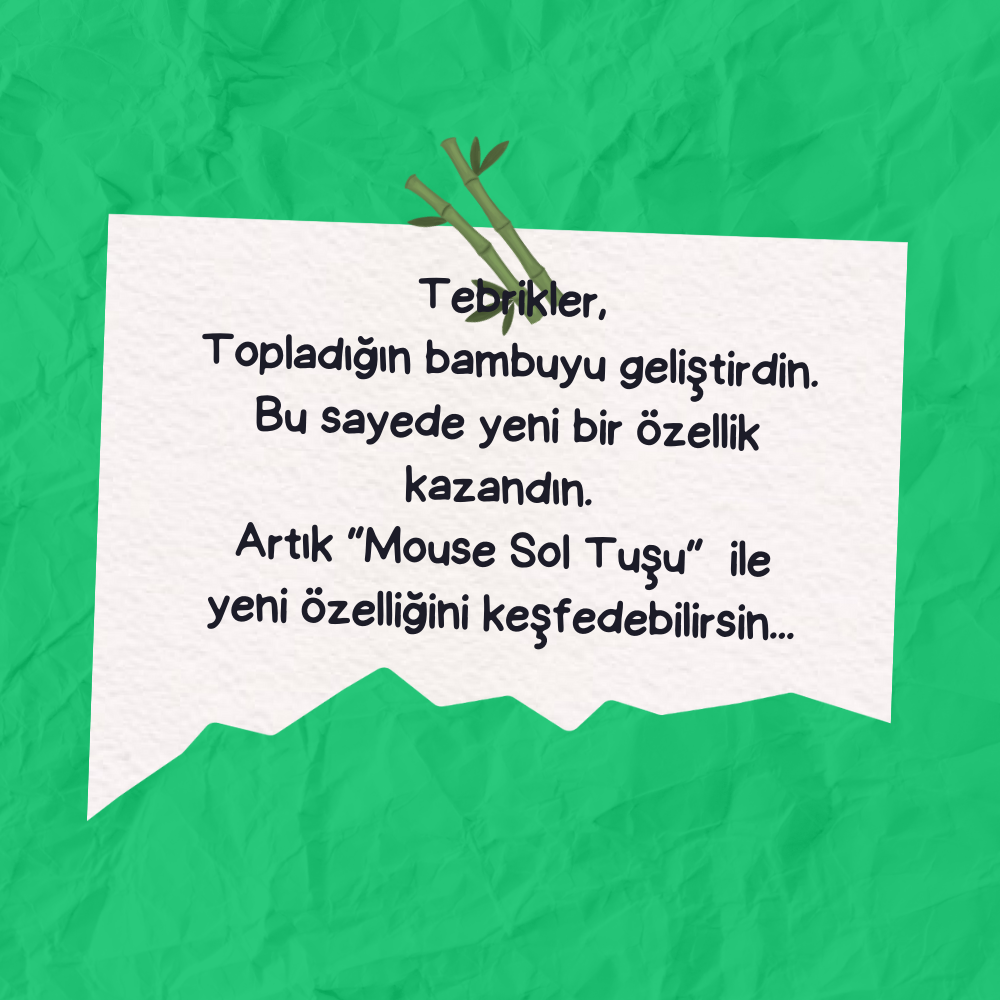 Tebrikler,
Topladığın bambuyu geliştirdin.
Bu sayede yeni bir özellik
kazandın.
Artık "Mouse Sol Tuşu"  ile
yeni özelliğini keşfedebilirsin...